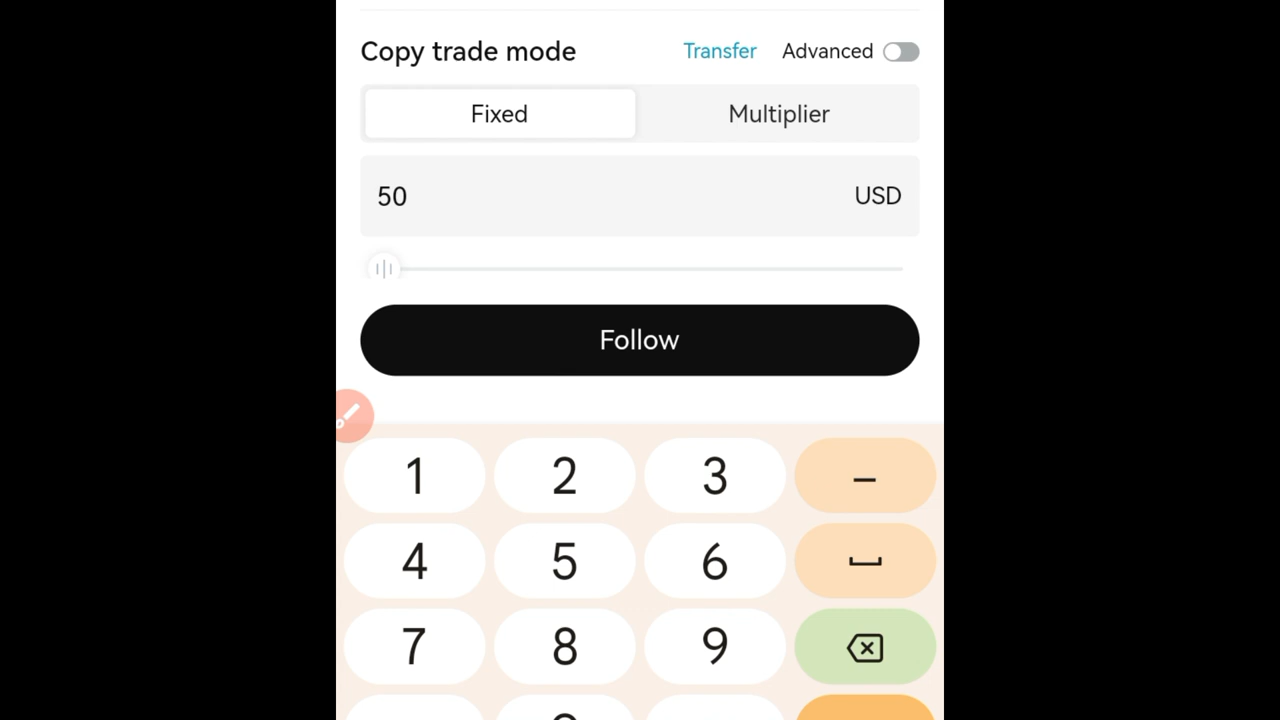 Copy trade mode Transfer Advanced
Fixed Multiplier
50 USD
Follow
1 2 3 –
4 5 6
7 8 9